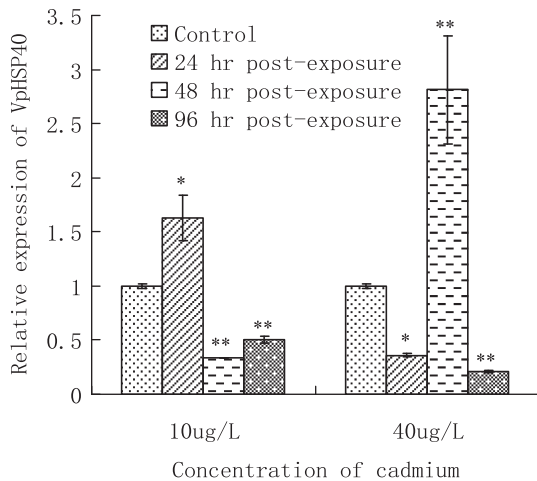 Relative expression of VpHSP40
3.5
3
2.5
2
1.5
1
0.5
0
Control
24 hr post-exposure
48 hr post-exposure
96 hr post-exposure
*
**
**
*
**
**
10ug/L
40ug/L
Concentration of cadmium